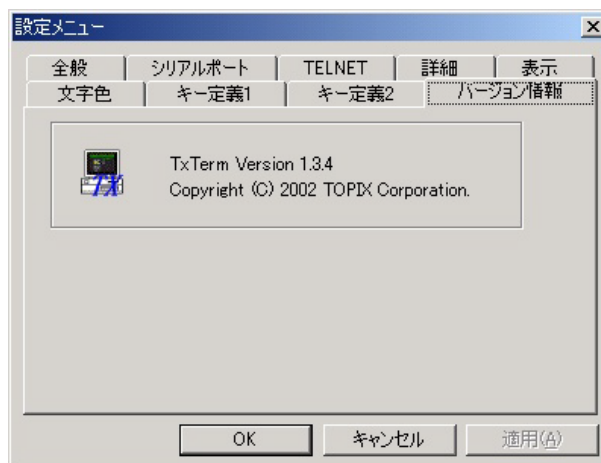 設定メニュー
全般 シリアルポート TELNET 詳細 表示
文字色 キー定義1 キー定義2 バージョン情報
TX
TxTerm Version 1.3.4
Copyright (C) 2002 TOPIX Corporation.
OK キャンセル 適用(A)